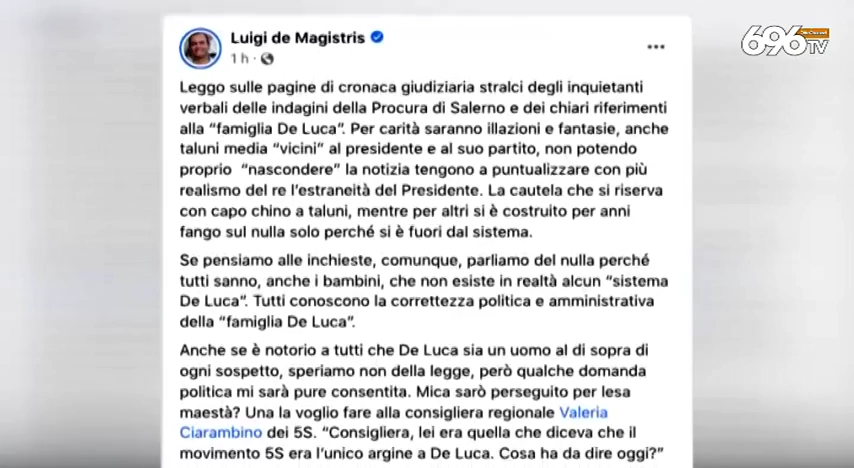 Luigi de Magistris
1 h
696 TV
Leggo sulle pagine di cronaca giudiziaria stralci degli inquietanti
verbali delle indagini della Procura di Salerno e dei chiari riferimenti
alla “famiglia De Luca”. Per carità saranno illazioni e fantasie, anche
taluni media “vicini” al presidente e al suo partito, non potendo
proprio “nascondere” la notizia tengono a puntualizzare con più
realismo del re l’estraneità del Presidente. La cautela che si riserva
con capo chino a taluni, mentre per altri si è costruito per anni
fango sul nulla solo perché si è fuori dal sistema.
Se pensiamo alle inchieste, comunque, parliamo del nulla perché
tutti sanno, anche i bambini, che non esiste in realtà alcun “sistema
De Luca”. Tutti conoscono la correttezza politica e amministrativa
della “famiglia De Luca”.
Anche se è notorio a tutti che De Luca sia un uomo al di sopra di
ogni sospetto, speriamo non della legge, però qualche domanda
politica mi sarà pure consentita. Mica sarò perseguito per lesa
maestà? Una la voglio fare alla consigliera regionale Valeria
Ciarambino dei 5S. “Consigliera, lei era quella che diceva che il
movimento 5S era l’unico argine a De Luca. Cosa ha da dire oggi?”